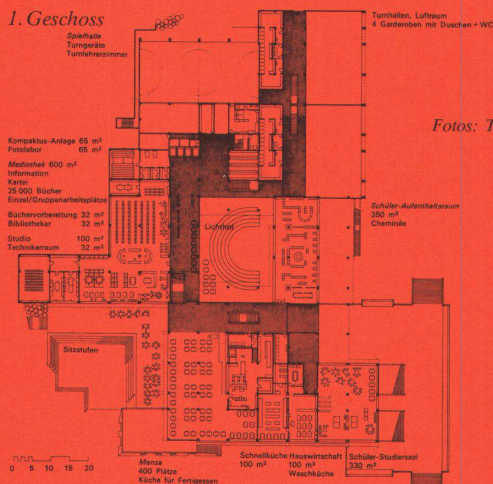 1. Geschoss
Spielhalle
Turngeräte
Turnlehrerzimmer
Turnhallen, Luftraum
4 Garderoben mit Duschen + WC
Fotos: T
Kompaktus-Anlage 65 m²
Fotolabor 65 m²
Mediothek 600 m²
Information
Kartei
25 000 Bücher
Einzel/Gruppenarbeitsplätze
Büchervorbereitung 32 m²
Bibliothekar 32 m²
Studio 100 m²
Technikerraum 32 m²
Lichthof
Schüler-Aufenthaltsraum
350 m²
Cheminée
Sitzstufen
0 5 10 15 20
Mensa
400 Plätze
Küche für Fertigessen
Schnellküche
100 m²
Hauswirtschaft
100 m²
Waschküche
Schüler-Studiersaal
330 m²